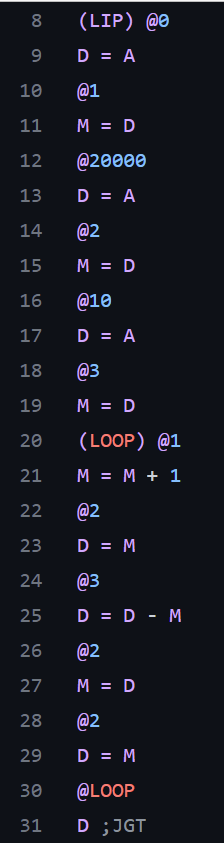 8 (LIP) @0
9 D = A
10 @1
11 M = D
12 @20000
13 D = A
14 @2
15 M = D
16 @10
17 D = A
18 @3
19 M = D
20 (LOOP) @1
21 M = M + 1
22 @2
23 D = M
24 @3
25 D = D - M
26 @2
27 M = D
28 @2
29 D = M
30 @LOOP
31 D ;JGT